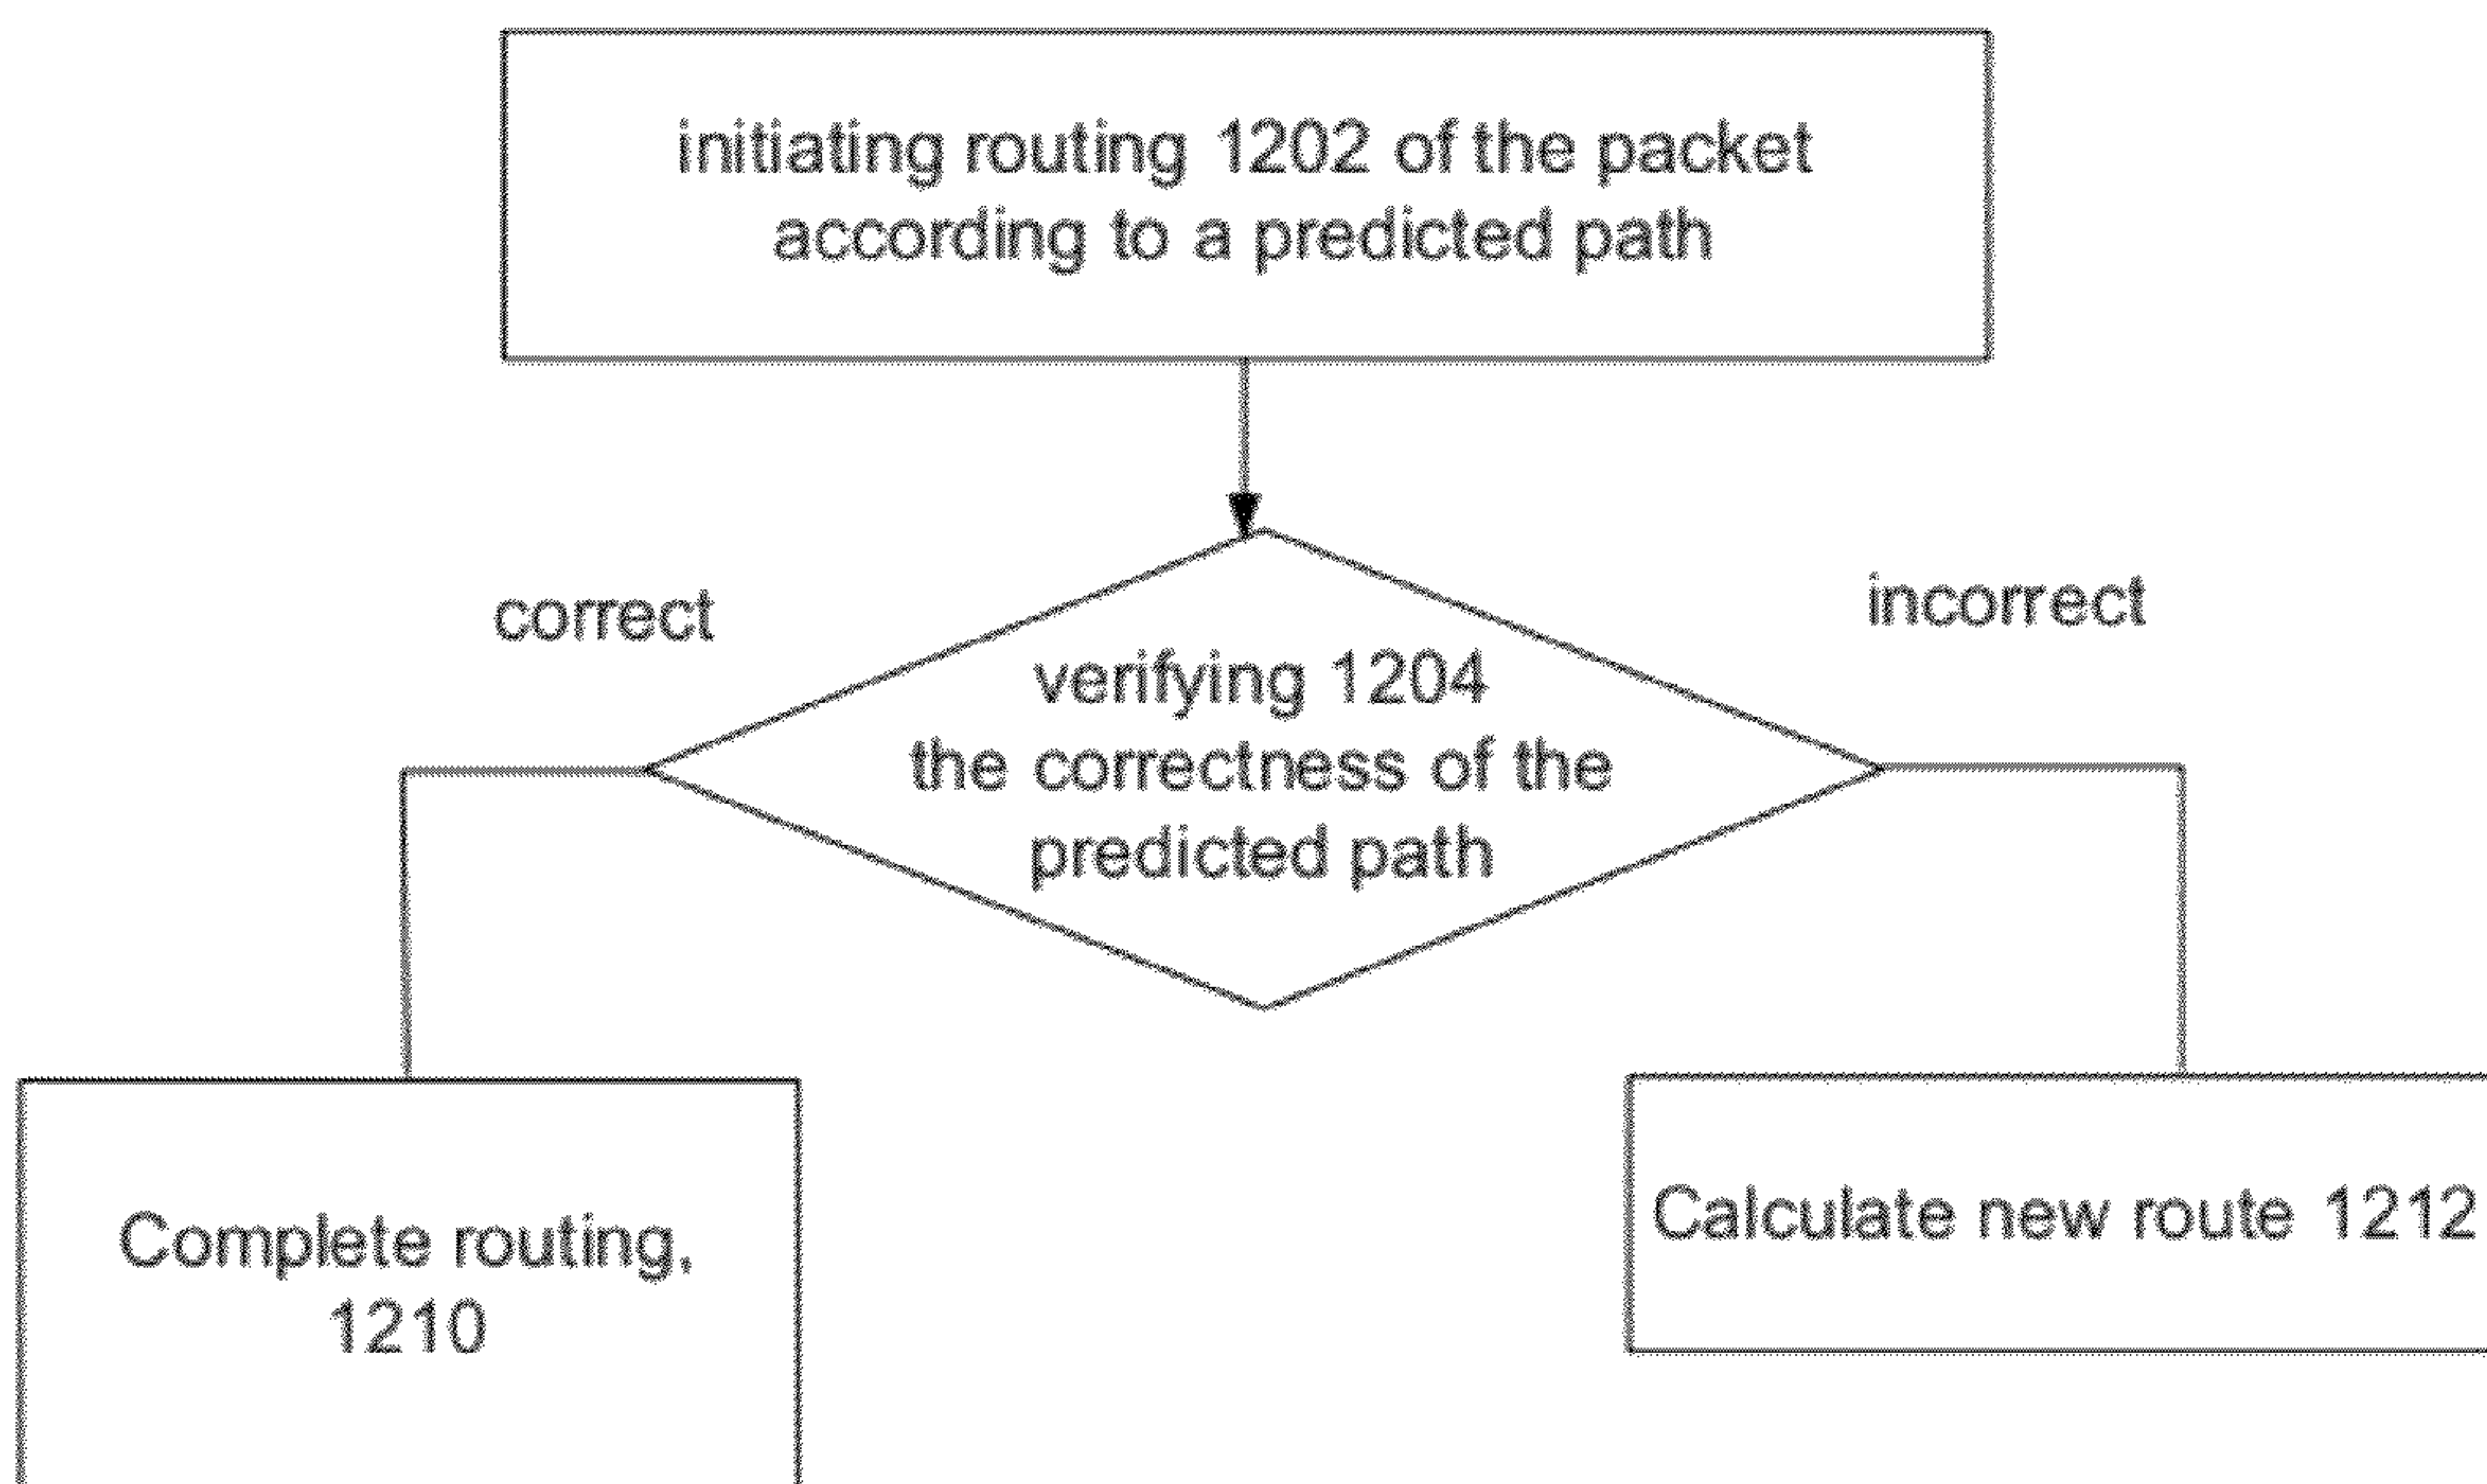 initiating routing 1202 of the packet
according to a predicted path
correct
incorrect
verifying 1204
the correctness of the
predicted path
Complete routing,
1210
Calculate new route 1212